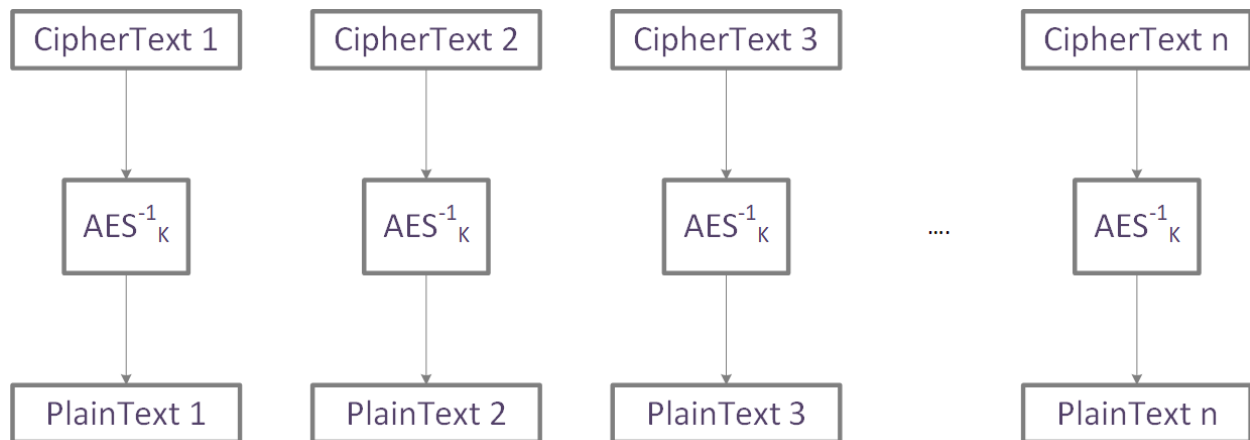 CipherText 1 CipherText 2 CipherText 3 CipherText n
AES⁻¹K AES⁻¹K AES⁻¹K .... AES⁻¹K
PlainText 1 PlainText 2 PlainText 3 PlainText n